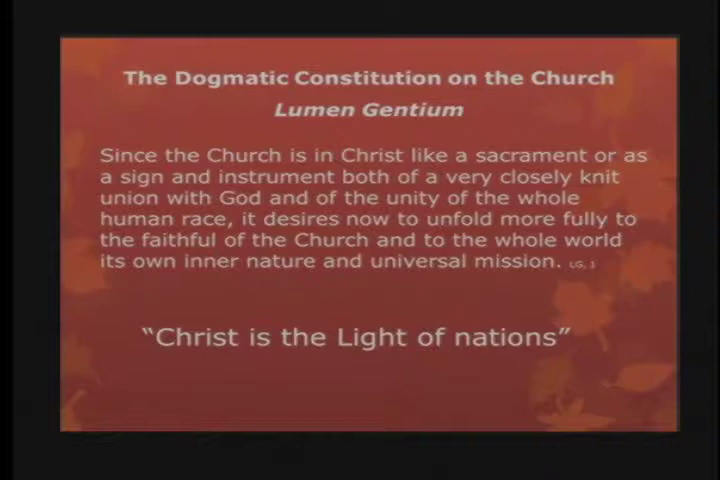 The Dogmatic Constitution on the Church
Lumen Gentium
Since the Church is in Christ like a sacrament or as
a sign and instrument both of a very closely knit
union with God and of the unity of the whole
human race, it desires now to unfold more fully to
the faithful of the Church and to the whole world
its own inner nature and universal mission. LG, 1
“Christ is the Light of nations”